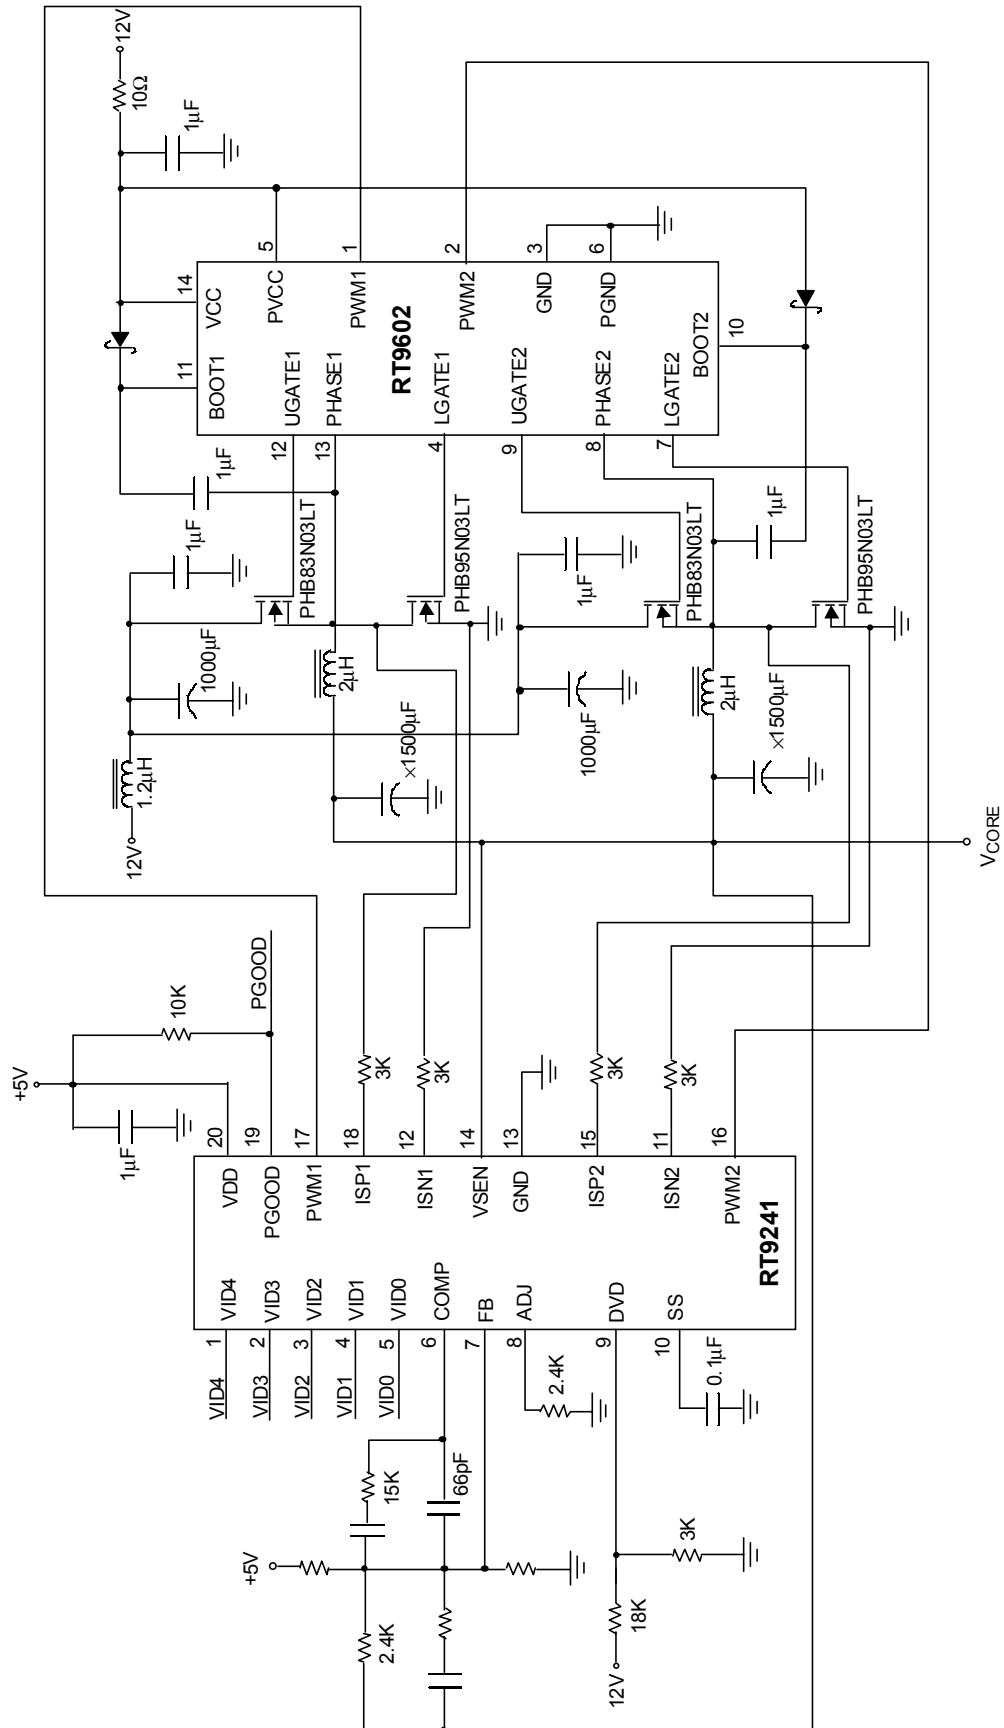 12V
10Ω
1µF
5
1
2
3
6
14
VCC
PVCC
PWM1
PWM2
GND
PGND
11
BOOT1
UGATE1
PHASE1
RT9602
LGATE1
UGATE2
PHASE2
LGATE2
BOOT2
10
12
13
4
9
8
7
1µF
1µF
PHB83N03LT
PHB95N03LT
1µF
PHB83N03LT
1µF
PHB95N03LT
1000µF
2µH
1000µF
2µH
1.2µH
×1500µF
×1500µF
12V
VCORE
PGOOD
10K
+5V
3K
3K
3K
3K
1µF
20
19
17
18
12
14
13
15
11
16
VDD
PGOOD
PWM1
ISP1
ISN1
VSEN
GND
ISP2
ISN2
PWM2
RT9241
VID4
VID3
VID2
VID1
VID0
COMP
FB
ADJ
DVD
SS
1
2
3
4
5
6
7
8
9
10
VID4
VID3
VID2
VID1
VID0
2.4K
0.1µF
15K
66pF
3K
+5V
2.4K
18K
12V